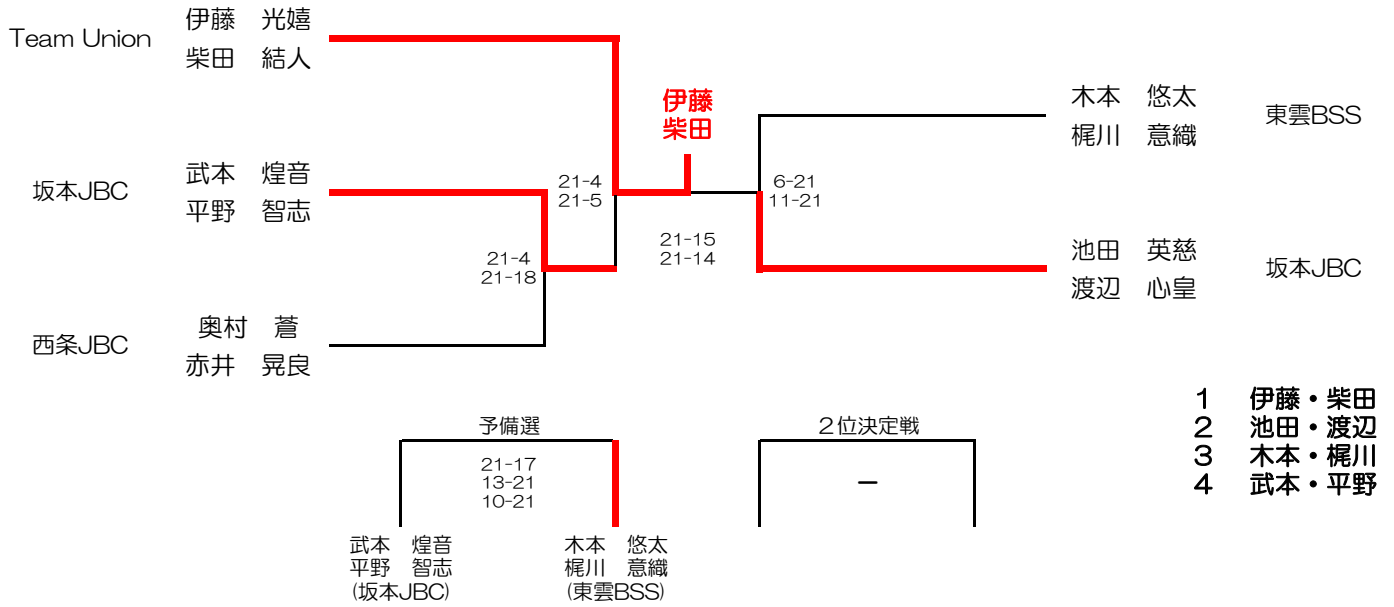 Team Union
伊藤　光嬉
柴田　結人
坂本JBC
武本　煌音
平野　智志
西条JBC
奥村　蒼
赤井　晃良
21-4
21-18
21-4
21-5
伊藤
柴田
21-15
21-14
6-21
11-21
木本　悠太
梶川　意織
東雲BSS
池田　英慈
渡辺　心皇
坂本JBC
予備選
21-17
13-21
10-21
武本　煌音
平野　智志
(坂本JBC)
木本　悠太
梶川　意織
(東雲BSS)
２位決定戦
－
1　伊藤・柴田
2　池田・渡辺
3　木本・梶川
4　武本・平野